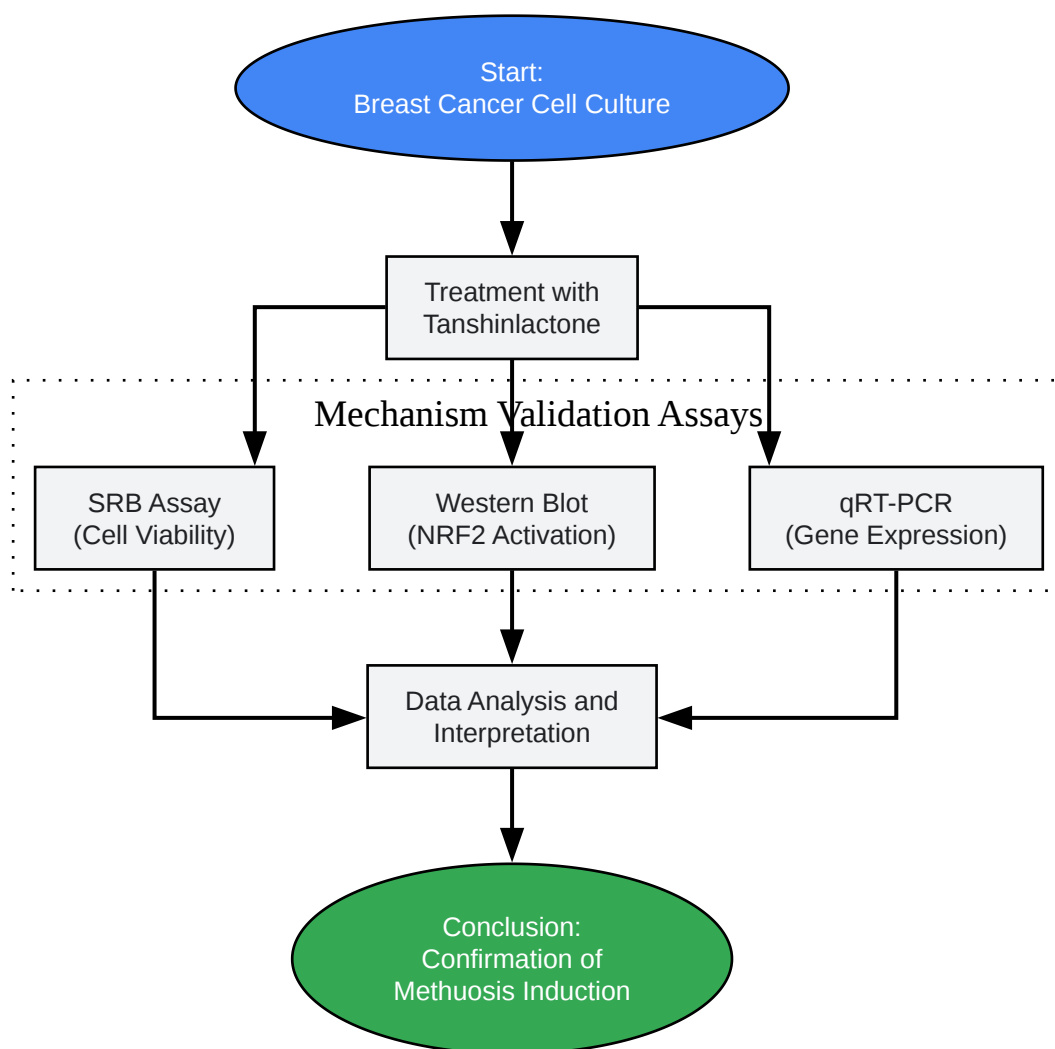 Start:
Breast Cancer Cell Culture
Treatment with
Tanshinlactone
Mechanism Validation Assays
SRB Assay
(Cell Viability)
Western Blot
(NRF2 Activation)
qRT-PCR
(Gene Expression)
Data Analysis and
Interpretation
Conclusion:
Confirmation of
Methuosis Induction